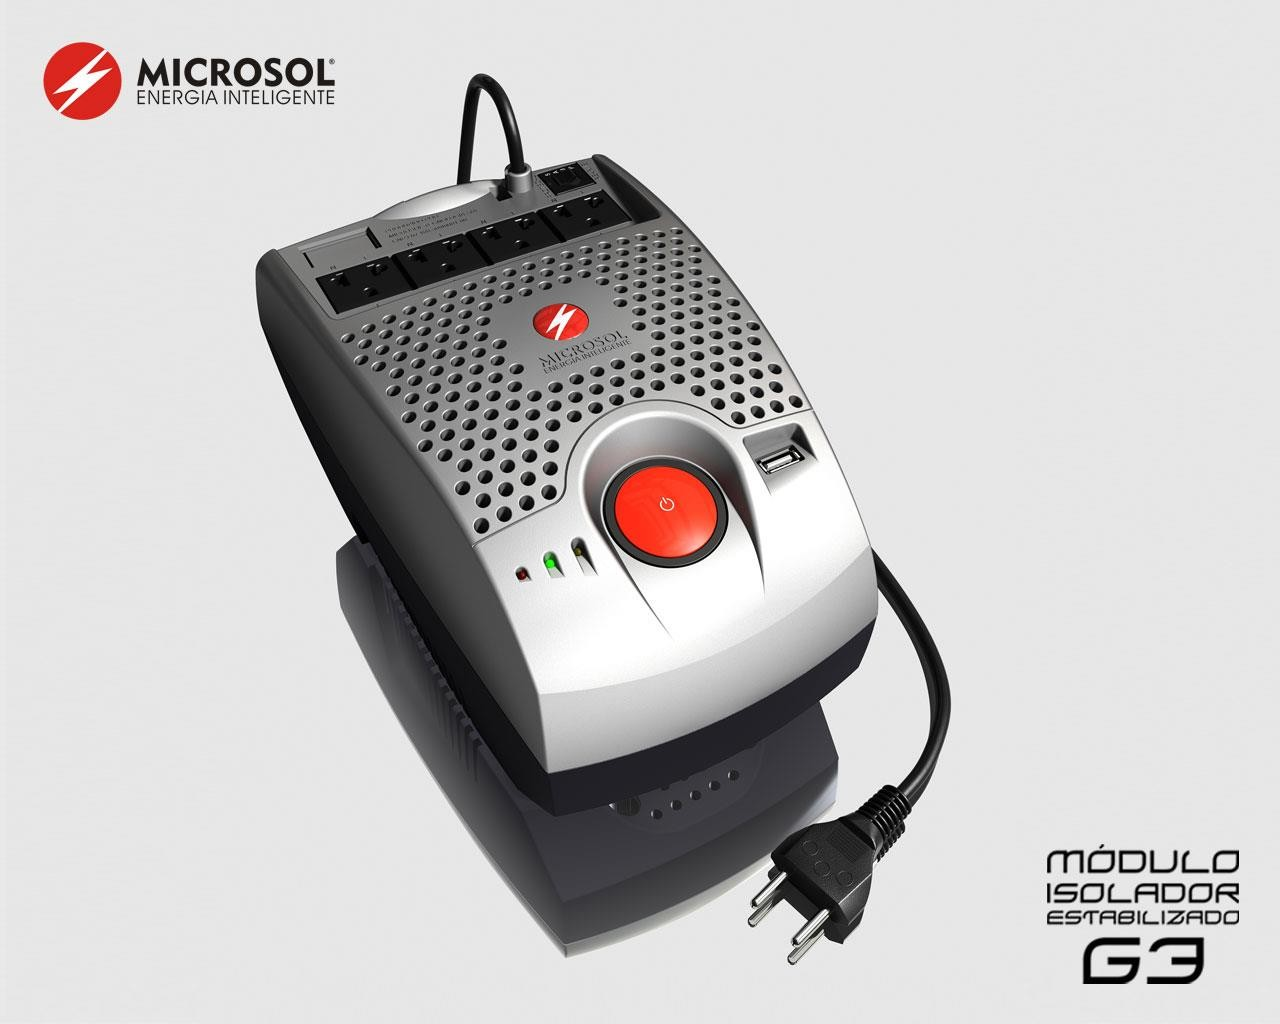 MICROSOL®
ENERGIA INTELIGENTE
MICROSOL
ENERGIA INTELIGENTE
MÓDULO
ISOLADOR
ESTABILIZADO
G3